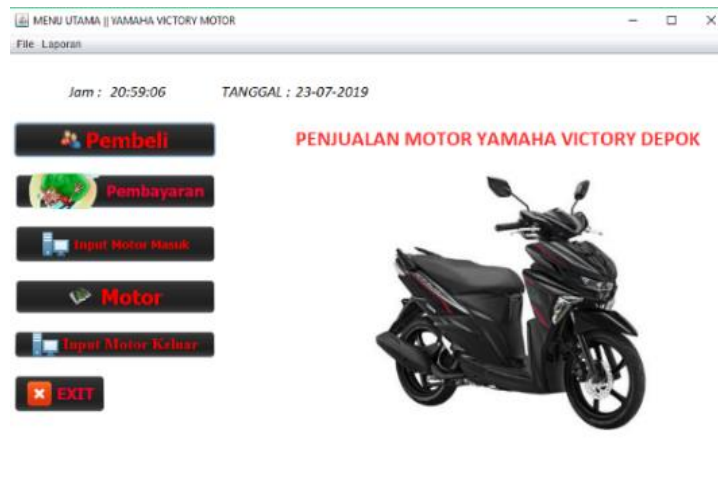 MENU UTAMA || YAMAHA VICTORY MOTOR
File Laporan
Jam : 20:59:06 TANGGAL : 23-07-2019
Pembeli
PENJUALAN MOTOR YAMAHA VICTORY DEPOK
Pembayaran
Input Motor Masuk
Motor
Input Motor Keluar
EXIT